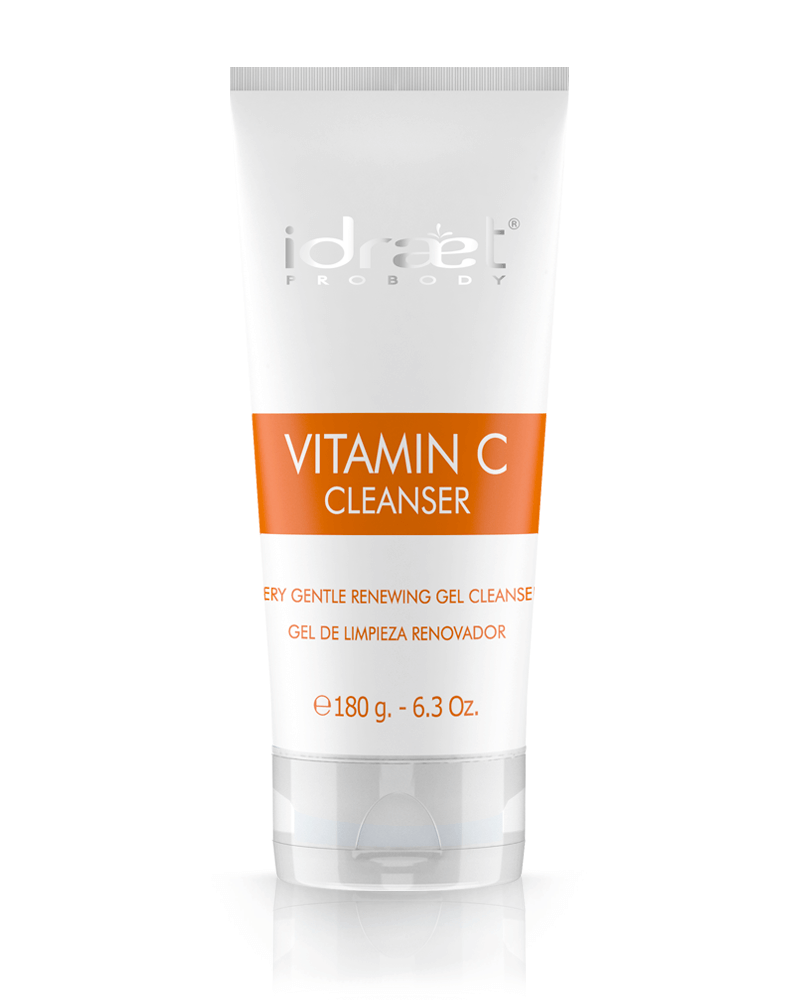 idraet®
PROBODY
VITAMIN C
CLEANSER
ERY GENTLE RENEWING GEL CLEANSE
GEL DE LIMPIEZA RENOVADOR
℮180 g. - 6.3 Oz.